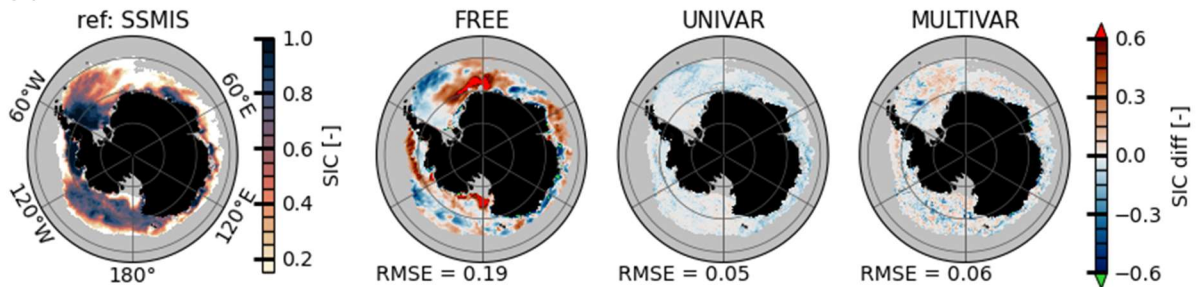 ref: SSMIS
FREE
UNIVAR
MULTIVAR
60°W
60°E
120°W
120°E
180°
1.0
0.8
0.6
0.4
0.2
SIC [-]
RMSE = 0.19
RMSE = 0.05
RMSE = 0.06
0.6
0.3
0.0
−0.3
−0.6
SIC diff [-]